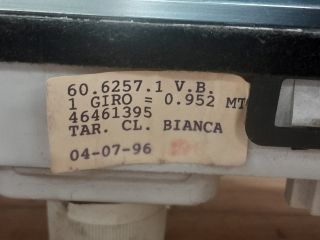 60.6257.1 V.B.
1 GIRO = 0.952 MT
46461395
TAR. CL. BIANCA
04-07-96